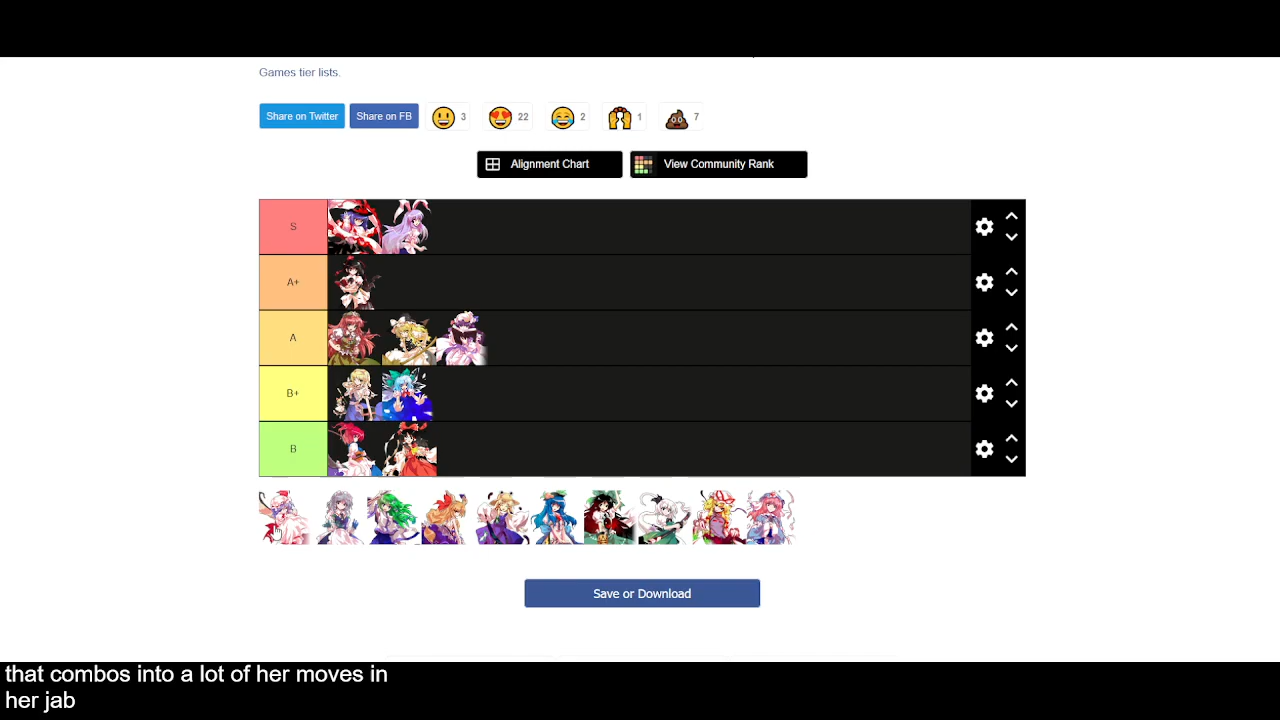 Games tier lists.
Share on Twitter Share on FB 3 22 2 1 7
Alignment Chart View Community Rank
S
A+
A
B+
B
Save or Download
that combos into a lot of her moves in
her jab